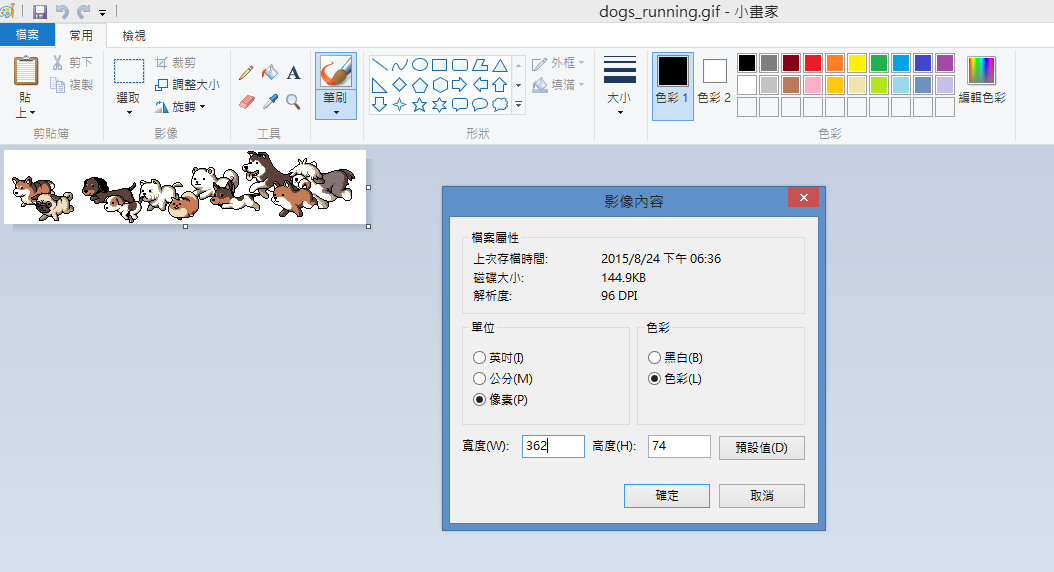 dogs_running.gif - 小畫家
檔案 常用 檢視
貼上
剪下
複製
剪貼簿
選取
裁剪
調整大小
旋轉
影像
A
工具
筆刷
外框
填滿
形狀
大小
色彩 1
色彩 2
編輯色彩
色彩
影像內容
檔案屬性
上次存檔時間: 2015/8/24 下午 06:36
磁碟大小: 144.9KB
解析度: 96 DPI
單位
英吋(I)
公分(M)
像素(P)
色彩
黑白(B)
色彩(L)
寬度(W): 362 高度(H): 74 預設值(D)
確定 取消